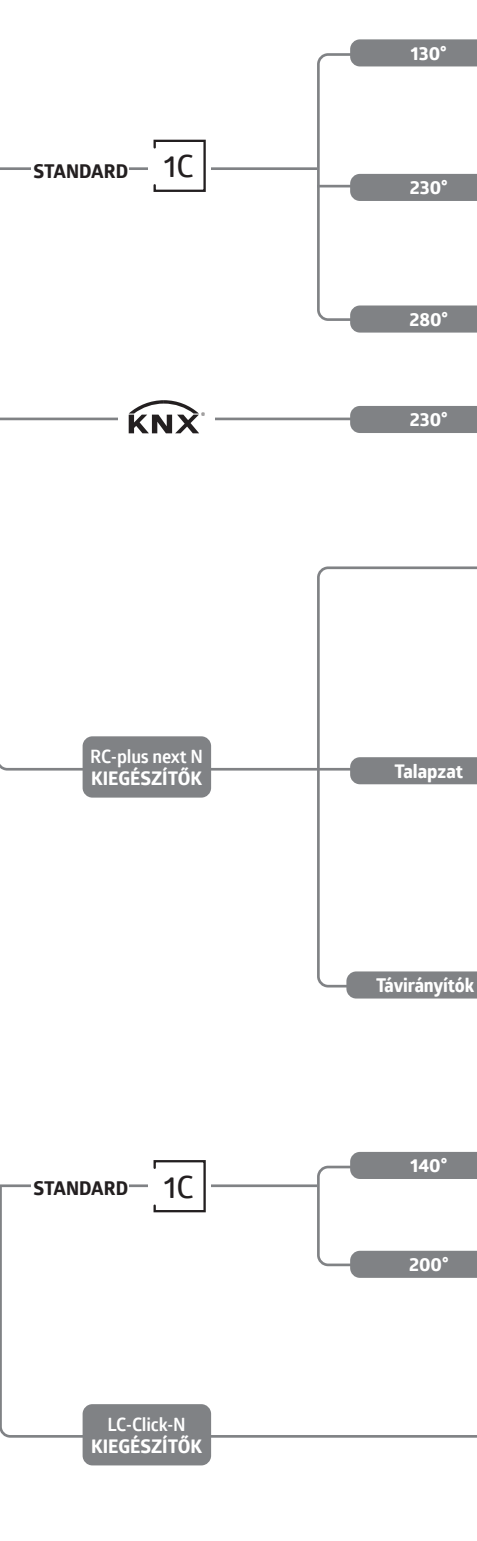 130°
STANDARD 1C
230°
280°
KNX® 230°
RC-plus next N
KIEGÉSZÍTŐK
Talapzat
Távirányítók
140°
STANDARD 1C
200°
LC-Click-N
KIEGÉSZÍTŐK